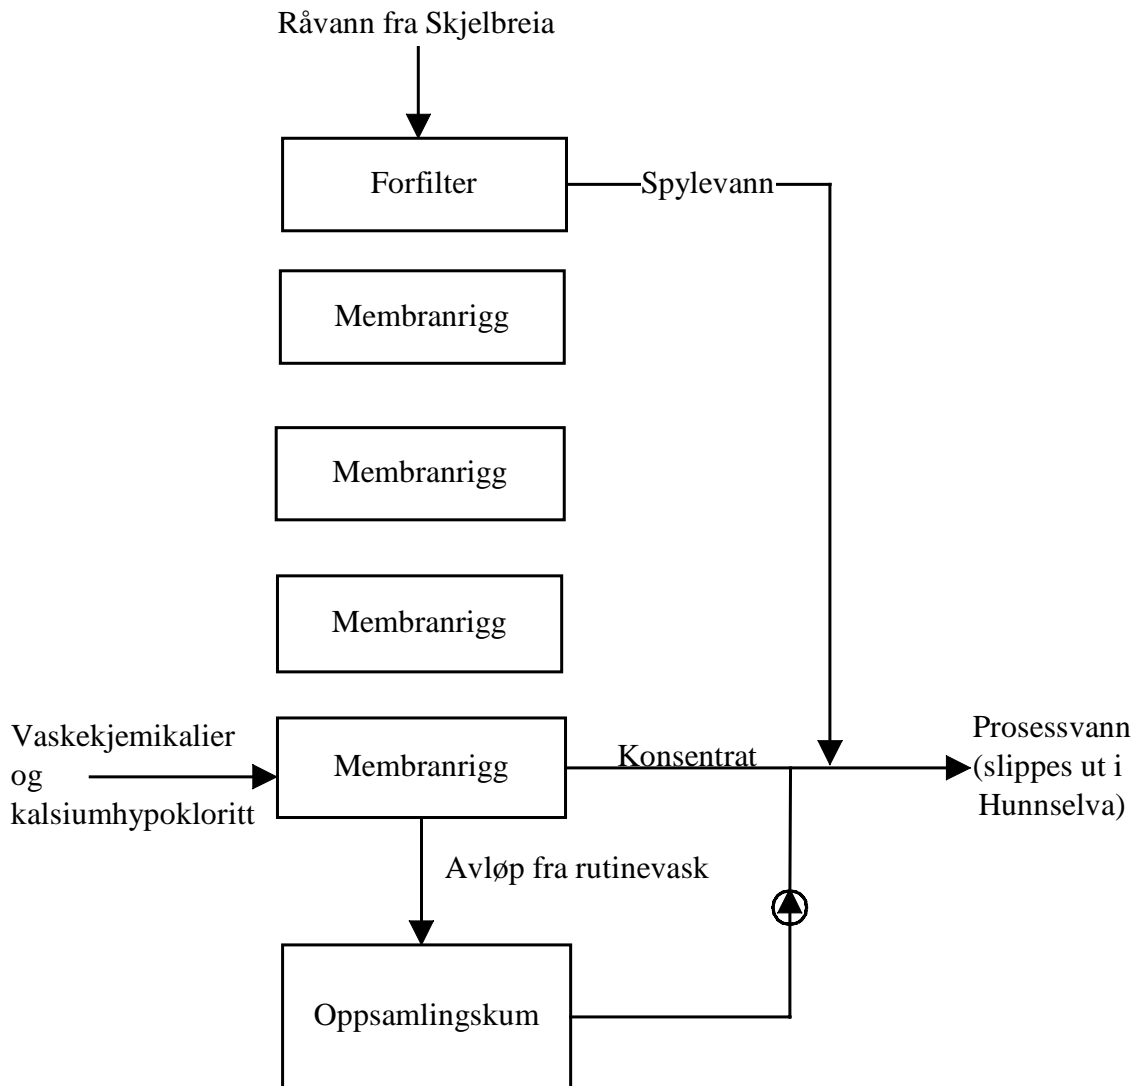 Råvann fra Skjelbreia
Forfilter
Spylevann
Membranrigg
Membranrigg
Membranrigg
Vaskekjemikalier
og
kalsiumhypokloritt
Membranrigg
Konsentrat
Prosessvann
(slippes ut i
Hunnselva)
Avløp fra rutinevask
Oppsamlingskum